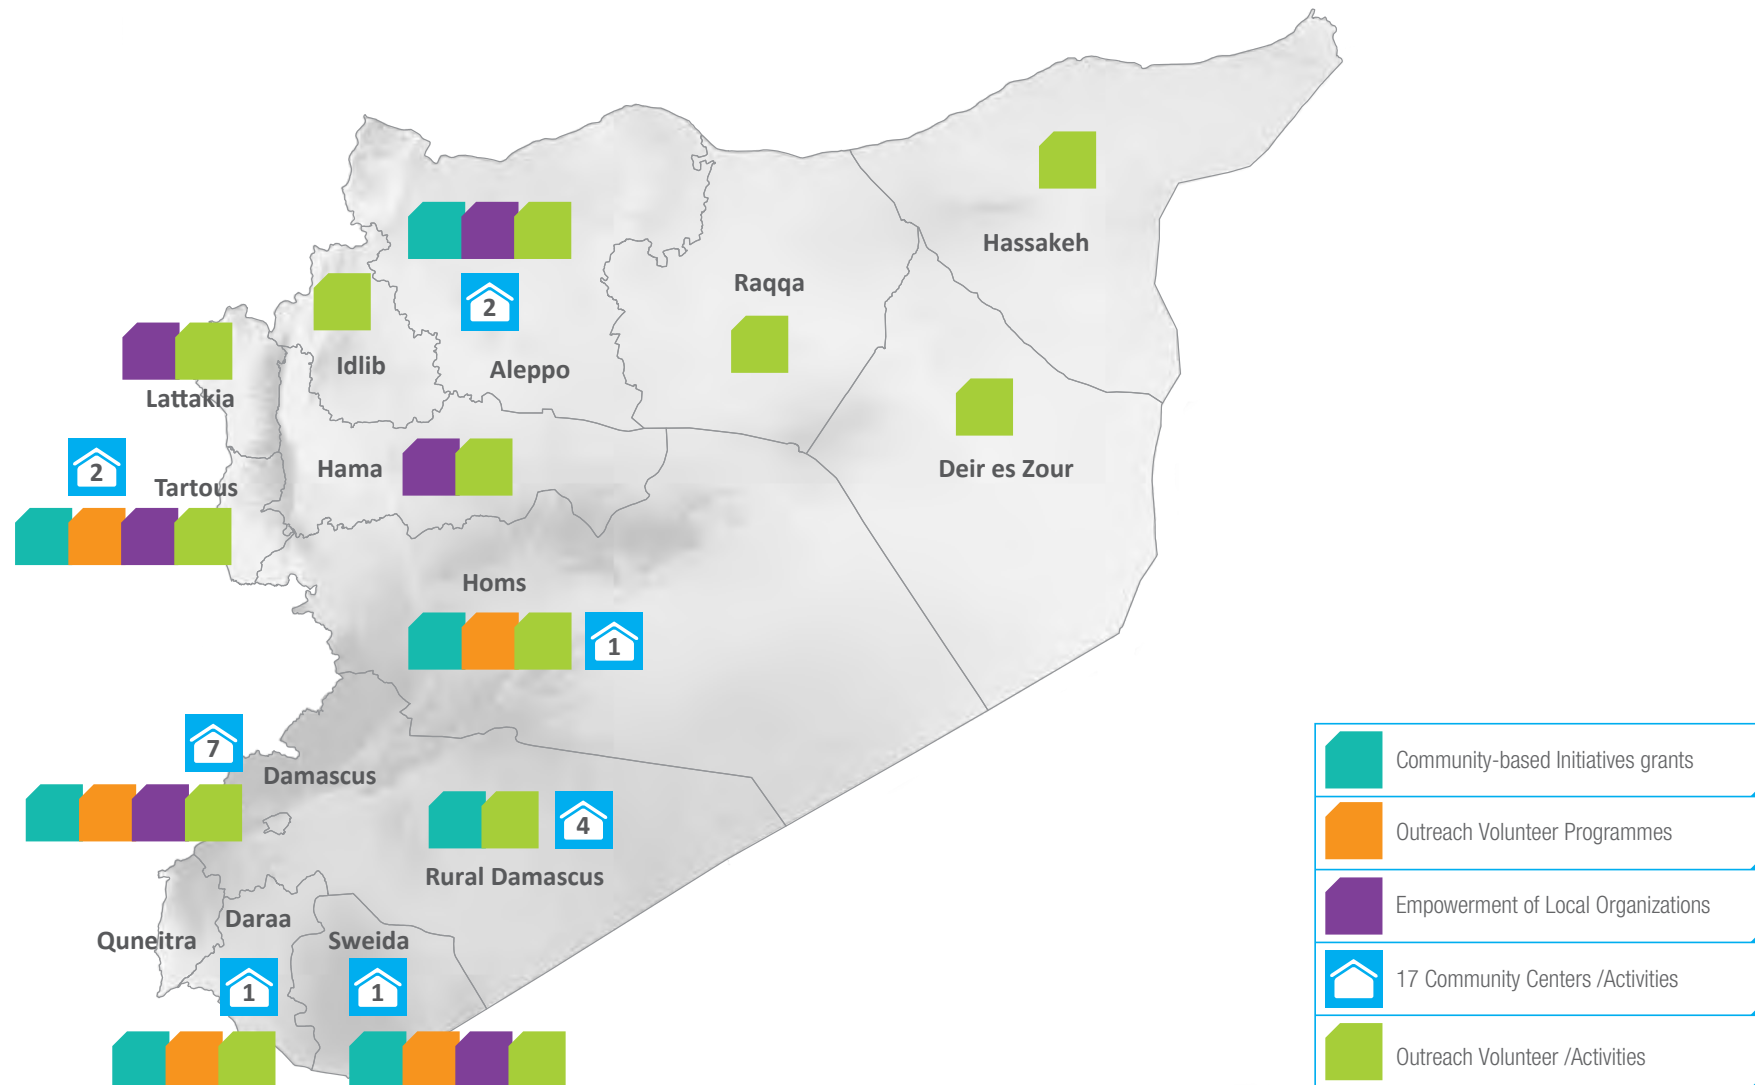 Hassakeh
Raqqa
2
Idlib
Aleppo
Lattakia
2
Hama
Deir es Zour
Tartous
Homs
1
7
Damascus
4
Rural Damascus
Daraa
Quneitra
Sweida
1
1
Community-based Initiatives grants
Outreach Volunteer Programmes
Empowerment of Local Organizations
17 Community Centers /Activities
Outreach Volunteer /Activities